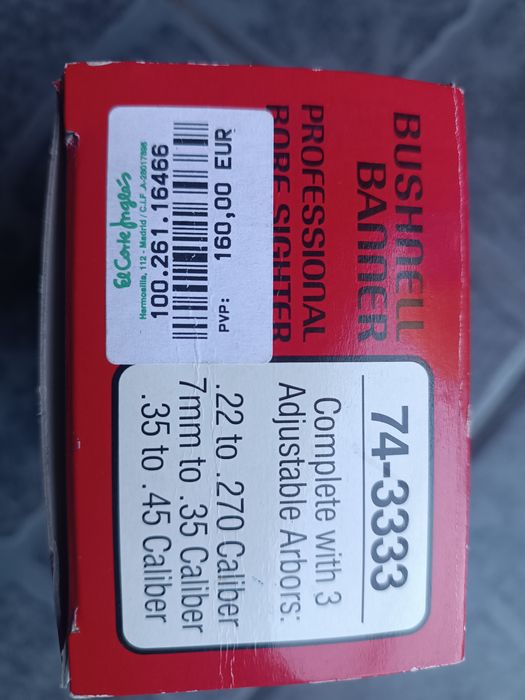 BUSHNELL
BANNER
PROFESSIONAL
BORE SIGHTER
El Corte Inglés
Hermosilla, 112 - Madrid / C.I.F. A-28017895
100.261.16466
PVP: 160,00 EUR
74-3333
Complete with 3
Adjustable Arbors:
.22 to .270 Caliber
7mm to .35 Caliber
.35 to .45 Caliber